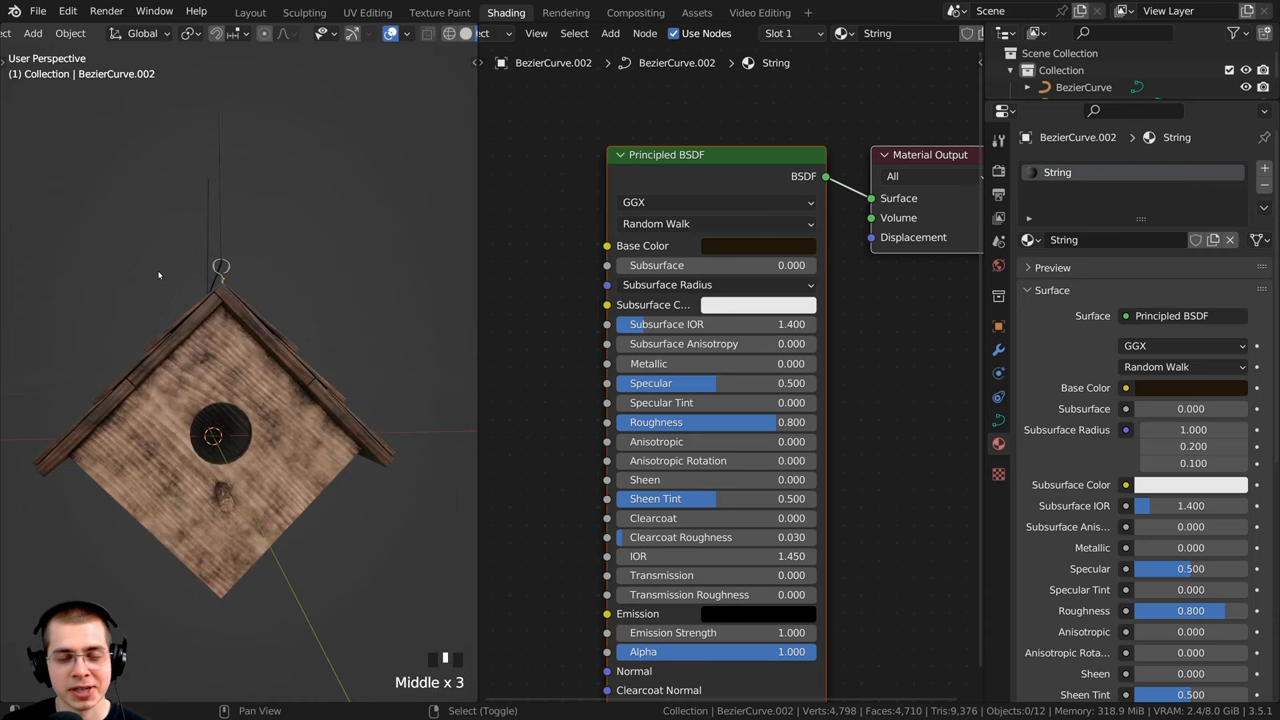 File Edit Render Window Help Layout Sculpting UV Editing Texture Paint Shading Rendering Compositing Assets Video Editing Scene View Layer
Add Object Global View Select Add Node Use Nodes Slot 1 String
User Perspective
(1) Collection | BezierCurve.002
BezierCurve.002 BezierCurve.002 String
Principled BSDF
BSDF
GGX
Random Walk
Base Color
Subsurface 0.000
Subsurface Radius
Subsurface C...
Subsurface IOR 1.400
Subsurface Anisotropy 0.000
Metallic 0.000
Specular 0.500
Specular Tint 0.000
Roughness 0.800
Anisotropic 0.000
Anisotropic Rotation 0.000
Sheen 0.000
Sheen Tint 0.500
Clearcoat 0.000
Clearcoat Roughness 0.030
IOR 1.450
Transmission 0.000
Transmission Roughness 0.000
Emission
Emission Strength 1.000
Alpha 1.000
Normal
Clearcoat Normal
Material Output
All
Surface
Volume
Displacement
Scene Collection
Collection
BezierCurve
BezierCurve.002 String
String
String
Preview
Surface
Surface Principled BSDF
GGX
Random Walk
Base Color
Subsurface 0.000
Subsurface Radius 1.000
0.200
0.100
Subsurface Color
Subsurface IOR 1.400
Subsurface Anis... 0.000
Metallic 0.000
Specular 0.500
Specular Tint 0.000
Roughness 0.800
Anisotropic 0.000
Anisotropic Rota... 0.000
Sheen 0.000
Sheen Tint 0.500
Middle x 3
Pan View Select (Toggle) Collection | BezierCurve.002 | Verts:4,798 | Faces:4,710 | Tris:9,376 | Objects:0/12 | Memory: 318.9 MiB | VRAM: 2.4/8.0 GiB | 3.5.1